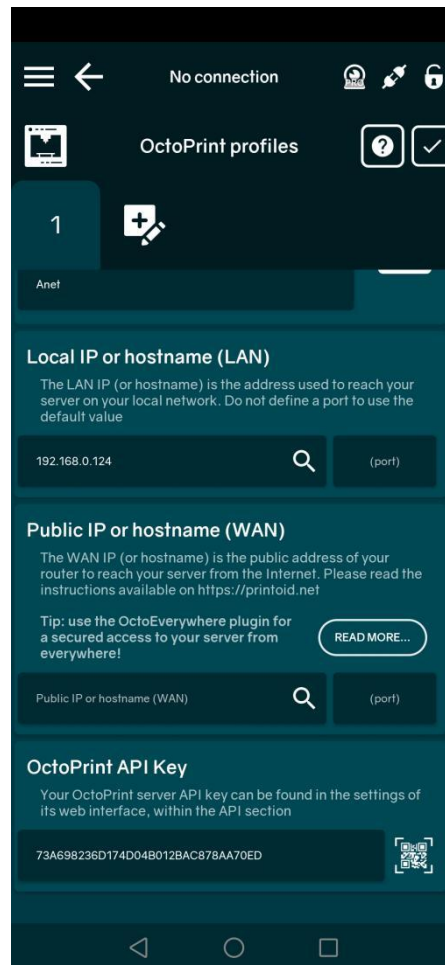 No connection
OctoPrint profiles
1
Anet
Local IP or hostname (LAN)
The LAN IP (or hostname) is the address used to reach your
server on your local network. Do not define a port to use the
default value
192.168.0.124
(port)
Public IP or hostname (WAN)
The WAN IP (or hostname) is the public address of your
router to reach your server from the Internet. Please read the
instructions available on https://printoid.net
Tip: use the OctoEverywhere plugin for
a secured access to your server from
everywhere!
READ MORE...
Public IP or hostname (WAN)
(port)
OctoPrint API Key
Your OctoPrint server API key can be found in the settings of
its web interface, within the API section
73A698236D174D04B012BAC878AA70ED